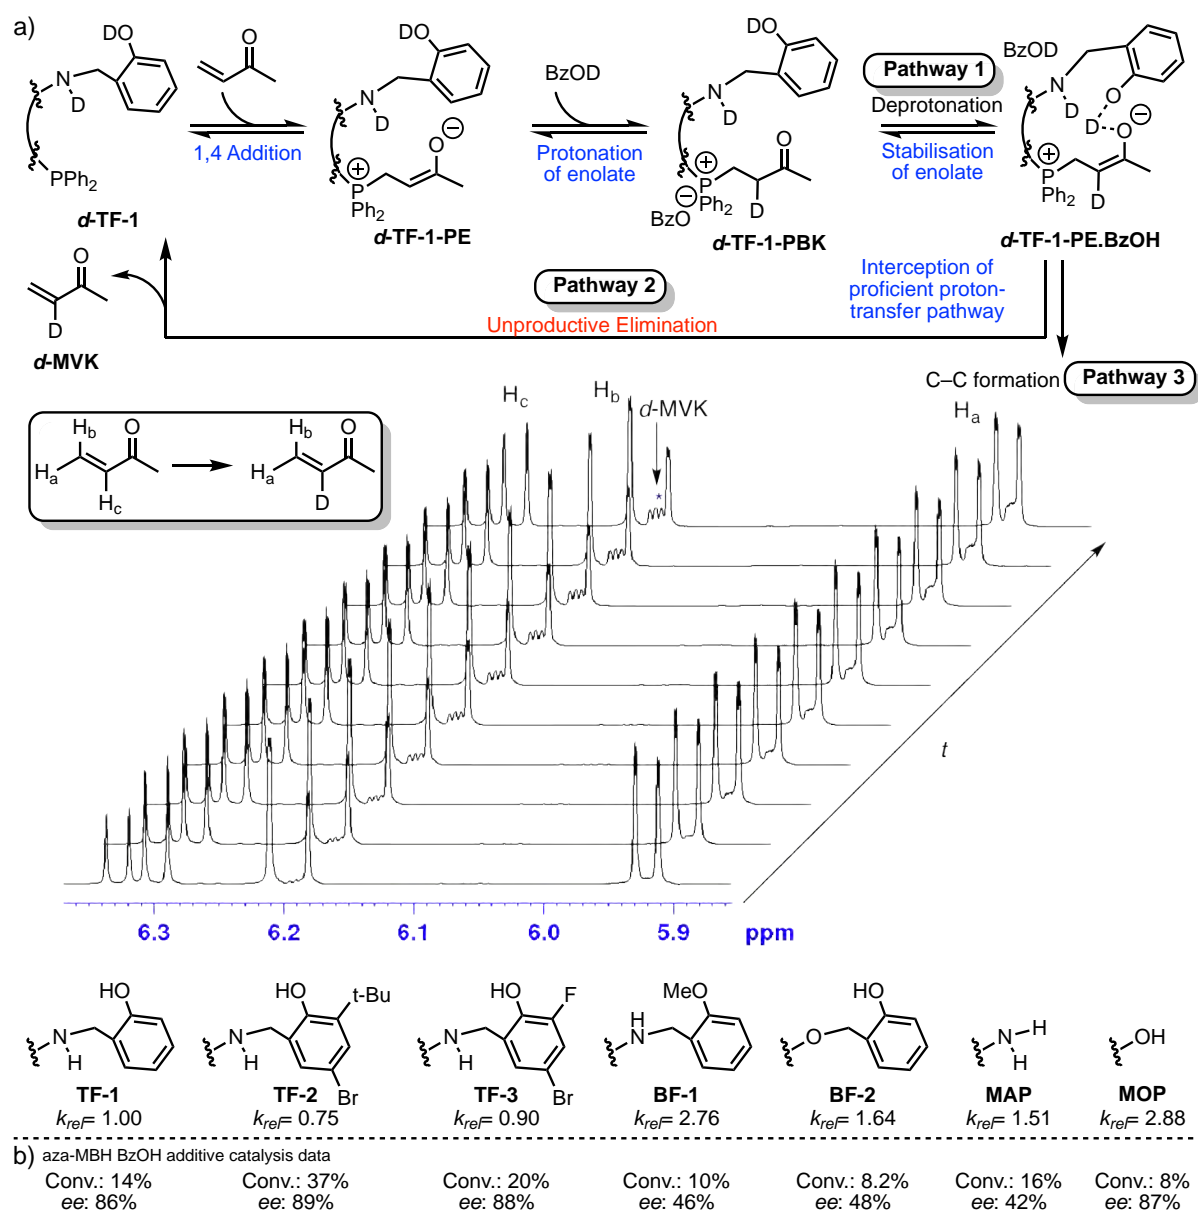 a)
DO
N
D
PPh2
d-TF-1
O
1,4 Addition
DO
N
D
O
−
+
P
Ph2
d-TF-1-PE
BzOD
Protonation
of enolate
DO
N
D
O
+
P
−
Ph2
BzO
D
d-TF-1-PBK
Pathway 1
Deprotonation
Stabilisation
of enolate
BzOD
N
D
O
D
O
−
+
P
Ph2
D
d-TF-1-PE.BzOH
O
D
d-MVK
Pathway 2
Unproductive Elimination
Interception of
proficient proton-
transfer pathway
C–C formation
Pathway 3
Hb
O
Ha
Hc
Hb
O
Ha
D
Hc
Hb
d-MVK
*
Ha
t
6.3 6.2 6.1 6.0 5.9 ppm
HO
N
H
TF-1
kref= 1.00
HO
t-Bu
N
H
Br
TF-2
kref= 0.75
HO
F
N
H
Br
TF-3
kref= 0.90
MeO
H
N
BF-1
kref= 2.76
HO
O
BF-2
kref= 1.64
N
H
H
MAP
kref= 1.51
OH
MOP
kref= 2.88
b) aza-MBH BzOH additive catalysis data
Conv.: 14% Conv.: 37% Conv.: 20% Conv.: 10% Conv.: 8.2% Conv.: 16% Conv.: 8%
ee: 86% ee: 89% ee: 88% ee: 46% ee: 48% ee: 42% ee: 87%